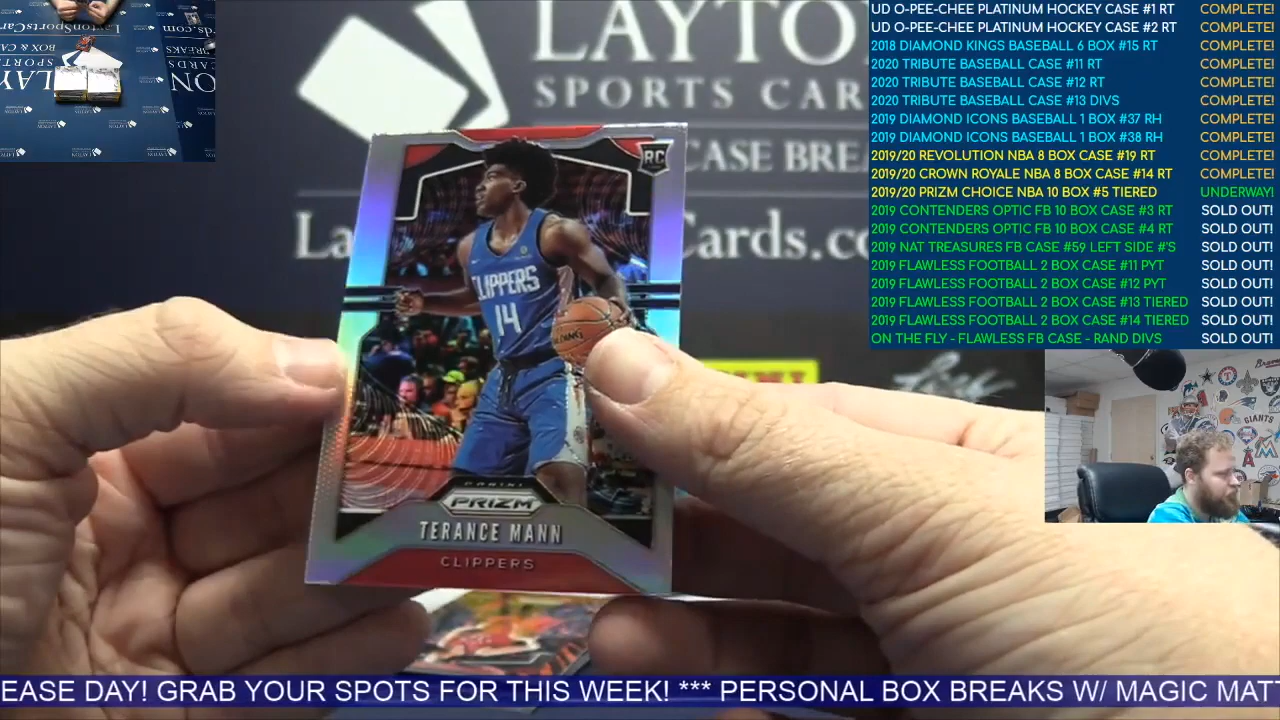 LAYTO
SPORTS CAR
CASE BREA
La
Cards.co
RC
CLIPPERS
14
PANINI
PRIZM
TERANCE MANN
CLIPPERS
UD O-PEE-CHEE PLATINUM HOCKEY CASE #1 RT COMPLETE!
UD O-PEE-CHEE PLATINUM HOCKEY CASE #2 RT COMPLETE!
2018 DIAMOND KINGS BASEBALL 6 BOX #15 RT COMPLETE!
2020 TRIBUTE BASEBALL CASE #11 RT COMPLETE!
2020 TRIBUTE BASEBALL CASE #12 RT COMPLETE!
2020 TRIBUTE BASEBALL CASE #13 DIVS COMPLETE!
2019 DIAMOND ICONS BASEBALL 1 BOX #37 RH COMPLETE!
2019 DIAMOND ICONS BASEBALL 1 BOX #38 RH COMPLETE!
2019/20 REVOLUTION NBA 8 BOX CASE #19 RT COMPLETE!
2019/20 CROWN ROYALE NBA 8 BOX CASE #14 RT COMPLETE!
2019/20 PRIZM CHOICE NBA 10 BOX #5 TIERED UNDERWAY!
2019 CONTENDERS OPTIC FB 10 BOX CASE #3 RT SOLD OUT!
2019 CONTENDERS OPTIC FB 10 BOX CASE #4 RT SOLD OUT!
2019 NAT TREASURES FB CASE #59 LEFT SIDE #'S SOLD OUT!
2019 FLAWLESS FOOTBALL 2 BOX CASE #11 PYT SOLD OUT!
2019 FLAWLESS FOOTBALL 2 BOX CASE #12 PYT SOLD OUT!
2019 FLAWLESS FOOTBALL 2 BOX CASE #13 TIERED SOLD OUT!
2019 FLAWLESS FOOTBALL 2 BOX CASE #14 TIERED SOLD OUT!
ON THE FLY - FLAWLESS FB CASE - RAND DIVS SOLD OUT!
GIANTS
EASE DAY! GRAB YOUR SPOTS FOR THIS WEEK! *** PERSONAL BOX BREAKS W/ MAGIC MAT